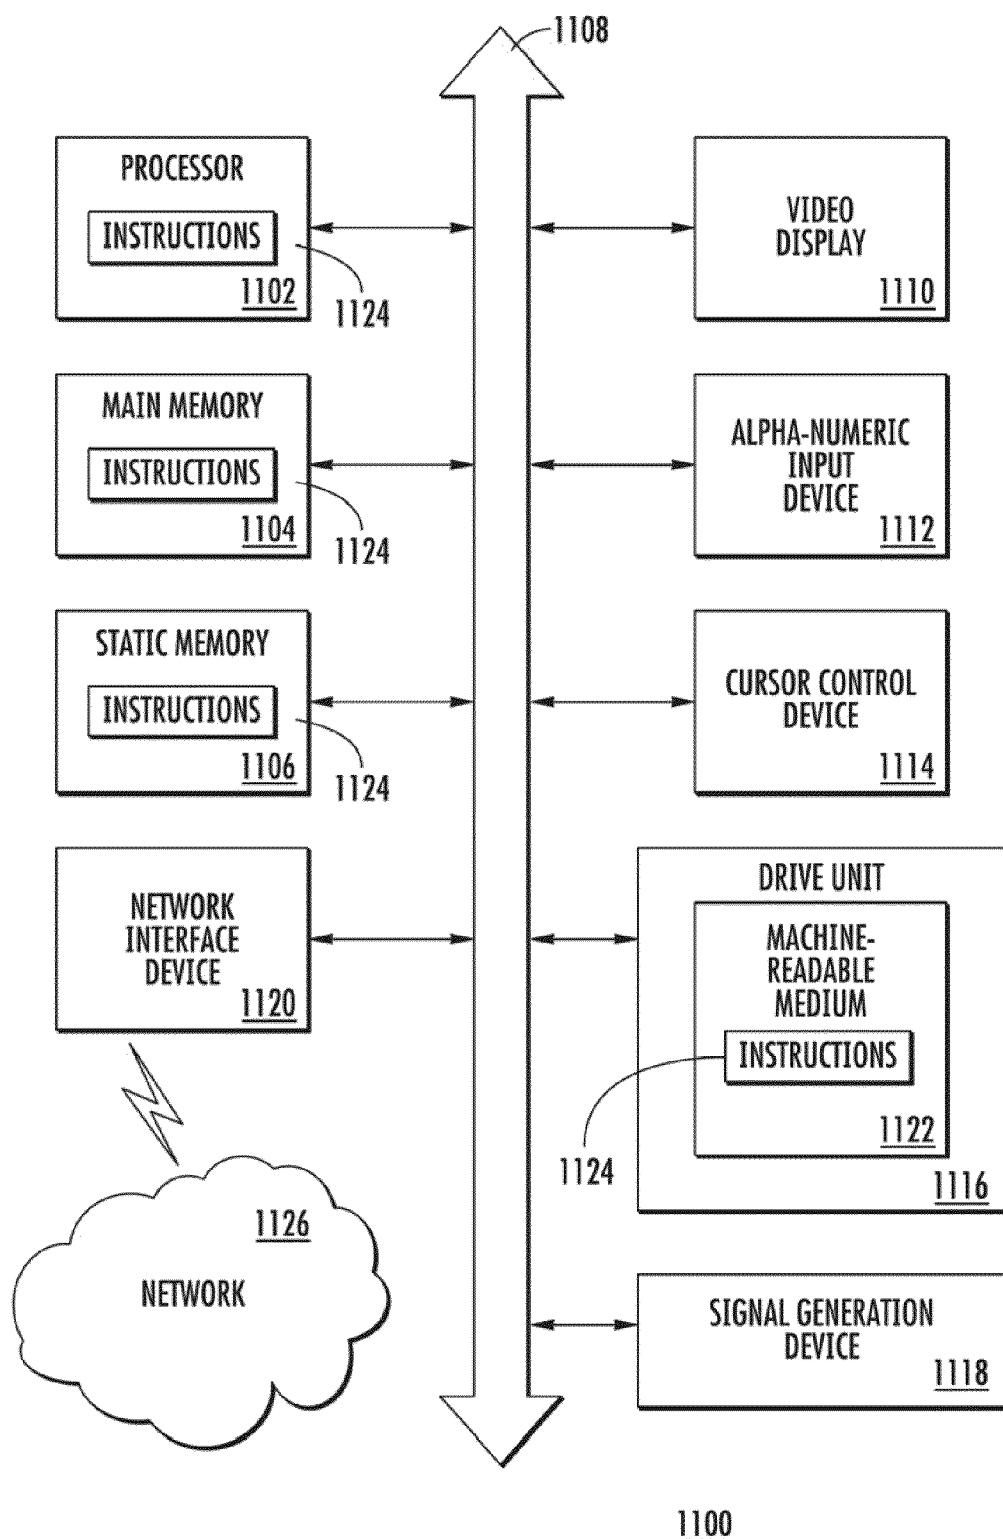 1108
PROCESSOR
INSTRUCTIONS
1102
1124
VIDEO
DISPLAY
1110
MAIN MEMORY
INSTRUCTIONS
1104
1124
ALPHA-NUMERIC
INPUT
DEVICE
1112
STATIC MEMORY
INSTRUCTIONS
1106
1124
CURSOR CONTROL
DEVICE
1114
NETWORK
INTERFACE
DEVICE
1120
DRIVE UNIT
MACHINE-
READABLE
MEDIUM
INSTRUCTIONS
1122
1124
1116
1126
NETWORK
SIGNAL GENERATION
DEVICE
1118
1100